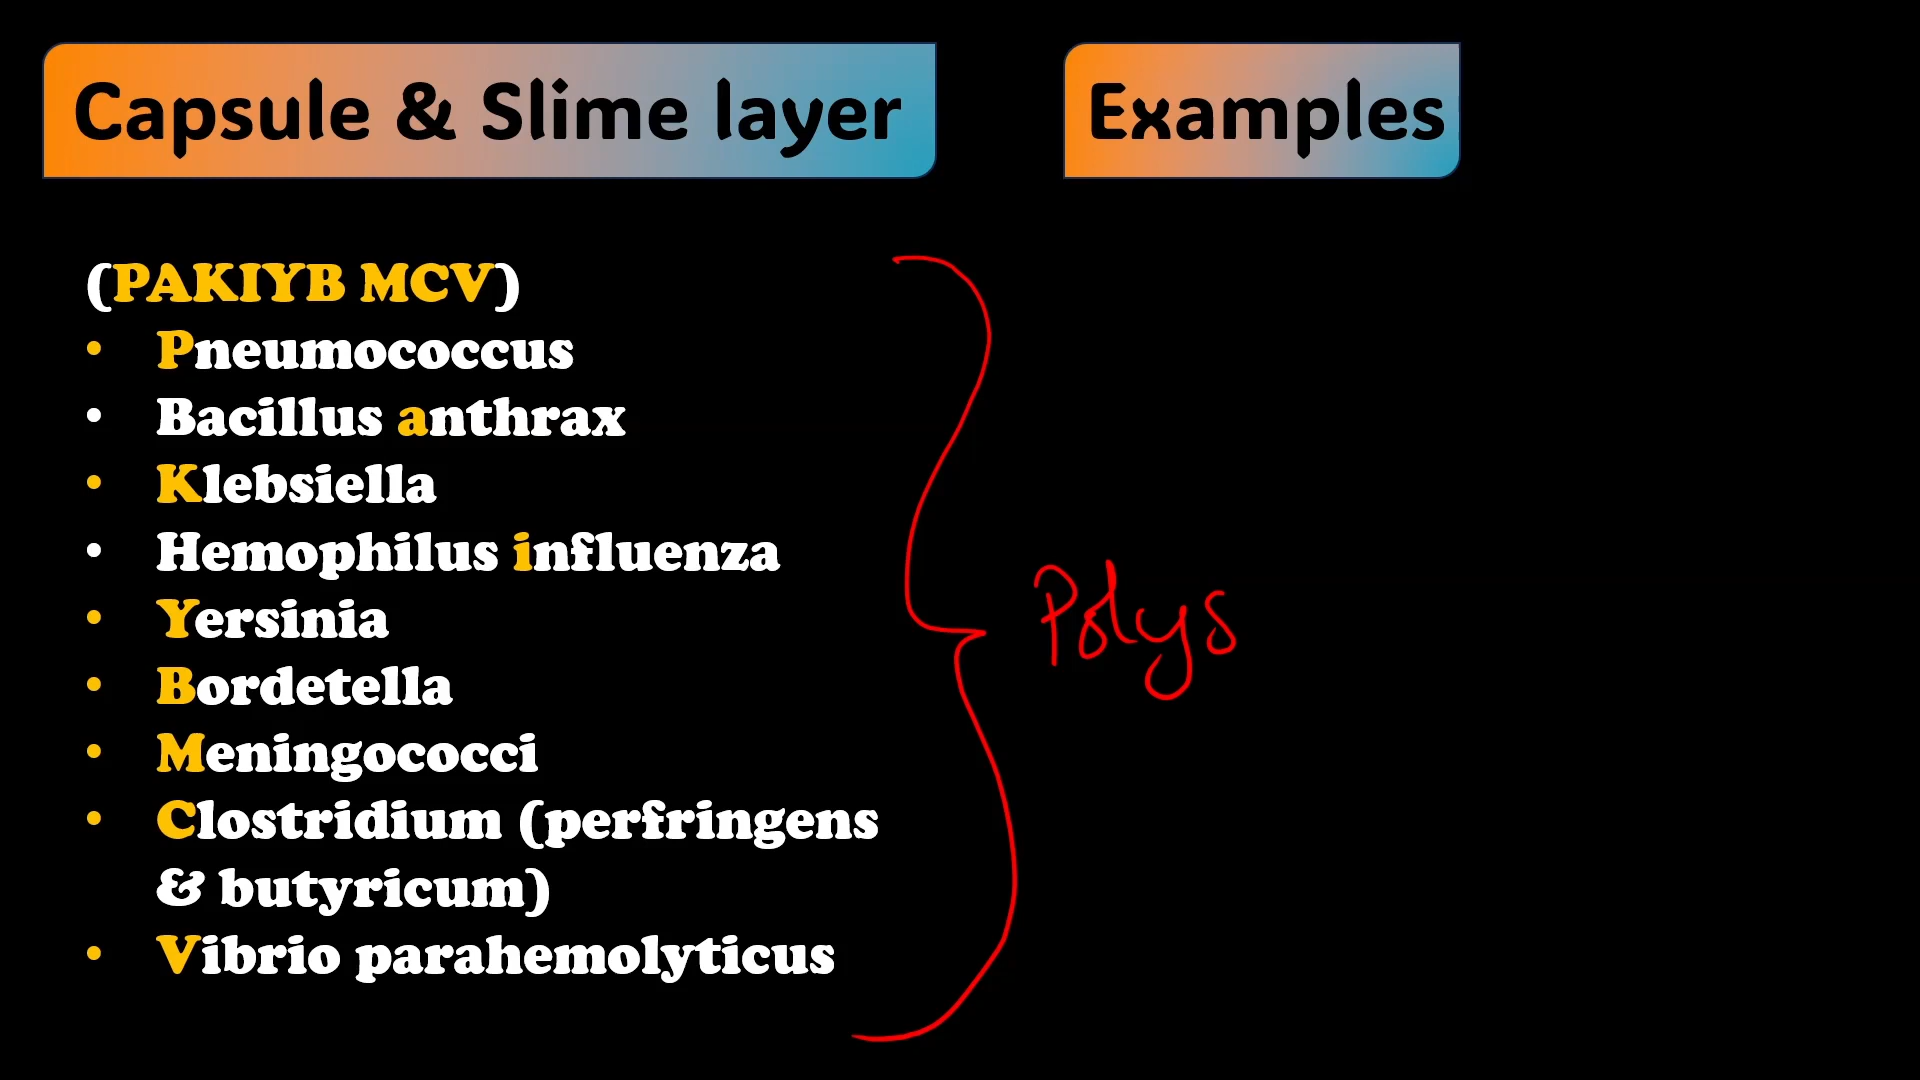 Capsule & Slime layer
Examples
(PAKIYB MCV)
• Pneumococcus
• Bacillus anthrax
• Klebsiella
• Hemophilus influenza
• Yersinia
• Bordetella
• Meningococci
• Clostridium (perfringens
& butyricum)
• Vibrio parahemolyticus
Polys